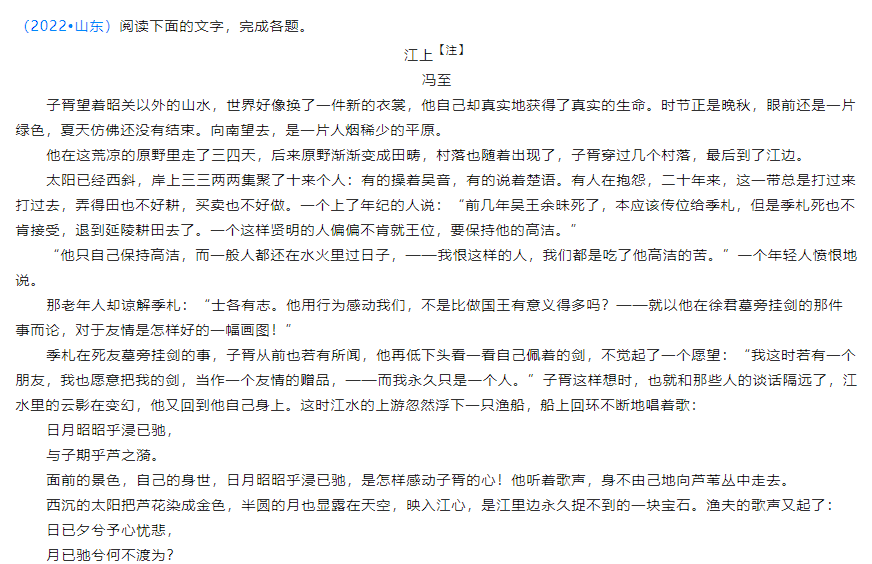 （2022•山东）阅读下面的文字，完成各题。
江上【注】
冯至
子胥望着昭关以外的山水，世界好像换了一件新的衣裳，他自己却真实地获得了真实的生命。时节正是晚秋，眼前还是一片
绿色，夏天仿佛还没有结束。向南望去，是一片人烟稀少的平原。
他在这荒凉的原野里走了三四天，后来原野渐渐变成田畴，村落也随着出现了，子胥穿过几个村落，最后到了江边。
太阳已经西斜，岸上三三两两集聚了十来个人：有的操着吴音，有的说着楚语。有人在抱怨，二十年来，这一带总是打过来
打过去，弄得田也不好耕，买卖也不好做。一个上了年纪的人说：“前几年吴王余昧死了，本应该传位给季札，但是季札死也不
肯接受，退到延陵耕田去了。一个这样贤明的人偏偏不肯就王位，要保持他的高洁。”
“他只自己保持高洁，而一般人都还在水火里过日子，——我恨这样的人，我们都是吃了他高洁的苦。”一个年轻人愤恨地
说。
那老年人却谅解季札：“士各有志。他用行为感动我们，不是比做国王有意义得多吗？——就以他在徐君墓旁挂剑的那件
事而论，对于友情是怎样好的一幅画图！”
季札在死友墓旁挂剑的事，子胥从前也若有所闻，他再低下头看一看自己佩着的剑，不觉起了一个愿望：“我这时若有一个
朋友，我也愿意把我的剑，当作一个友情的赠品，——而我永久只是一个人。”子胥这样想时，也就和那些人的谈话隔远了，江
水里的云影在变幻，他又回到他自己身上。这时江水的上游忽然浮下一只渔船，船上回环不断地唱着歌：
日月昭昭乎浸已驰，
与子期乎芦之漪。
面前的景色，自己的身世，日月昭昭乎浸已驰，是怎样感动子胥的心！他听着歌声，身不由己地向芦苇丛中走去。
西沉的太阳把芦花染成金色，半圆的月也显露在天空，映入江心，是江里边永久捉不到的一块宝石。渔夫的歌声又起了：
日已夕兮予心忧悲，
月已驰兮何不渡为？